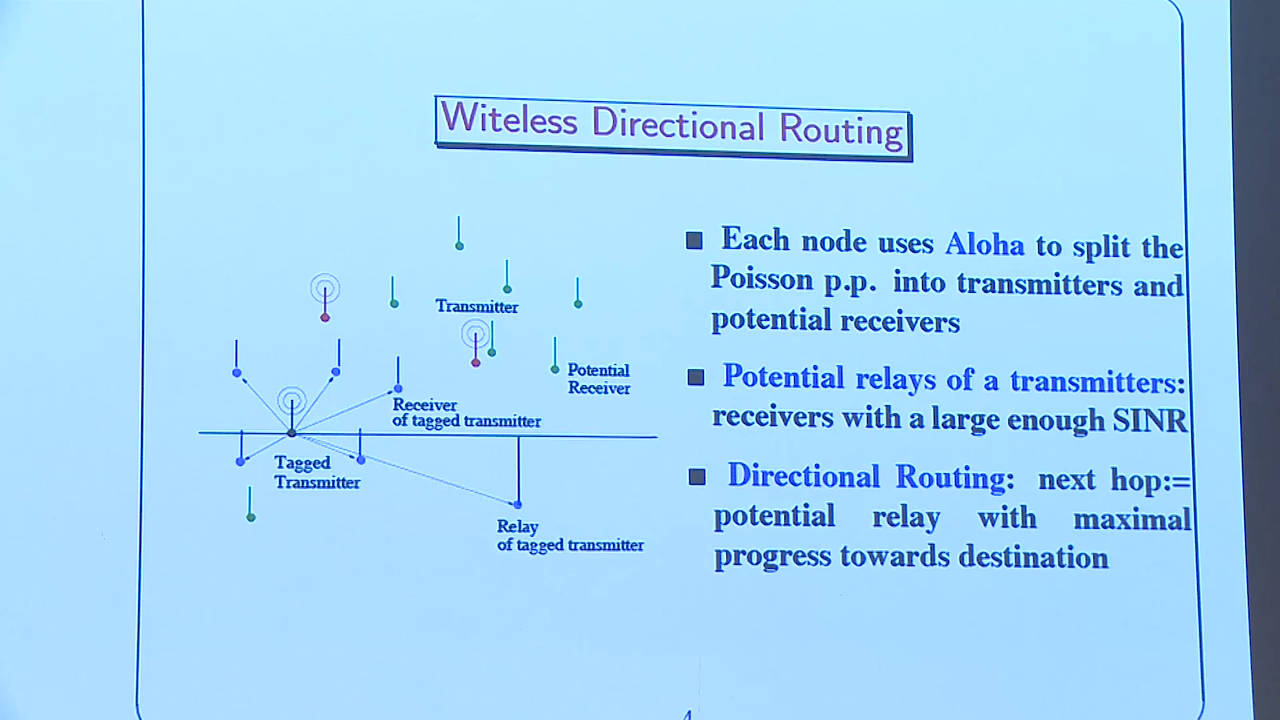 Witeless Directional Routing
Transmitter
Potential
Receiver
Receiver
of tagged transmitter
Tagged
Transmitter
Relay
of tagged transmitter
■ Each node uses Aloha to split the
Poisson p.p. into transmitters and
potential receivers
■ Potential relays of a transmitters:
receivers with a large enough SINR
■ Directional Routing: next hop:=
potential relay with maximal
progress towards destination